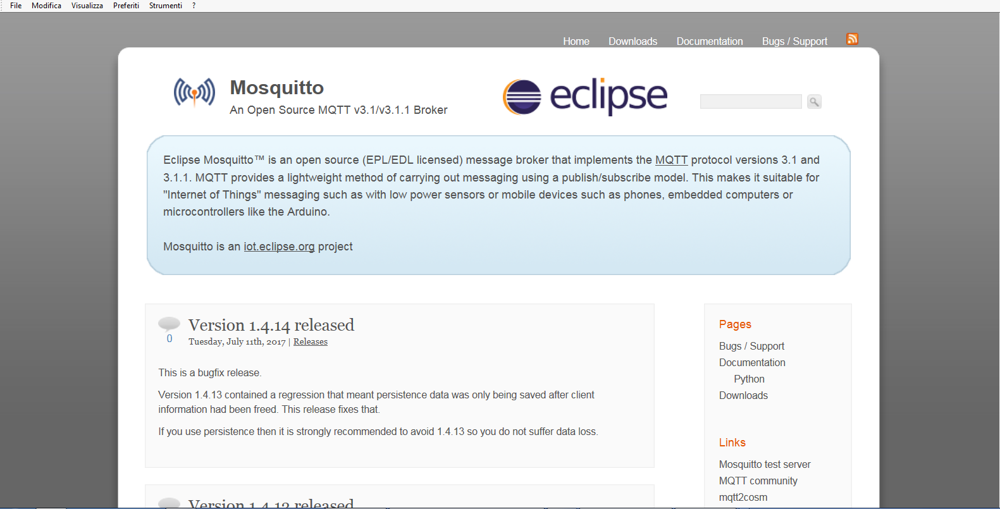 File Modifica Visualizza Preferiti Strumenti ?
Home Downloads Documentation Bugs / Support
Mosquitto
An Open Source MQTT v3.1/v3.1.1 Broker
eclipse
Eclipse Mosquitto™ is an open source (EPL/EDL licensed) message broker that implements the MQTT protocol versions 3.1 and
3.1.1. MQTT provides a lightweight method of carrying out messaging using a publish/subscribe model. This makes it suitable for
"Internet of Things" messaging such as with low power sensors or mobile devices such as phones, embedded computers or
microcontrollers like the Arduino.
Mosquitto is an iot.eclipse.org project
Version 1.4.14 released
0
Tuesday, July 11th, 2017 | Releases
This is a bugfix release.
Version 1.4.13 contained a regression that meant persistence data was only being saved after client
information had been freed. This release fixes that.
If you use persistence then it is strongly recommended to avoid 1.4.13 so you do not suffer data loss.
Version 1.4.13 released
Pages
Bugs / Support
Documentation
Python
Downloads
Links
Mosquitto test server
MQTT community
mqtt2cosm